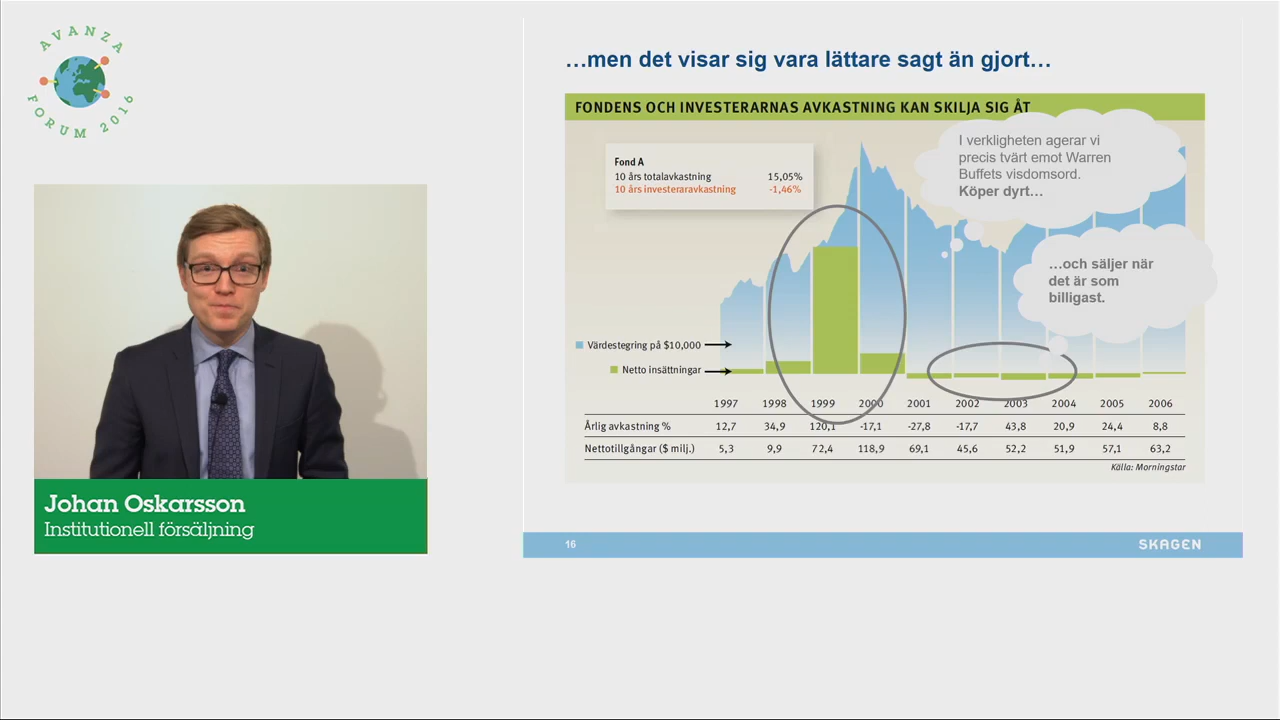 AVANZA
FORUM 2016
…men det visar sig vara lättare sagt än gjort…
FONDENS OCH INVESTERARNAS AVKASTNING KAN SKILJA SIG ÅT
Fond A
10 års totalavkastning 15,05%
10 års investeraravkastning -1,46%
I verkligheten agerar vi
precis tvärt emot Warren
Buffets visdomsord.
Köper dyrt…
…och säljer när
det är som
billigast.
Värdestegring på $10,000
Netto insättningar
1997 1998 1999 2000 2001 2002 2003 2004 2005 2006
Årlig avkastning % 12,7 34,9 120,1 -17,1 -27,8 -17,7 43,8 20,9 24,4 8,8
Nettotillgångar ($ milj.) 5,3 9,9 72,4 118,9 69,1 45,6 52,2 51,9 57,1 63,2
Källa: Morningstar
Johan Oskarsson
Institutionell försäljning
16
SKAGEN